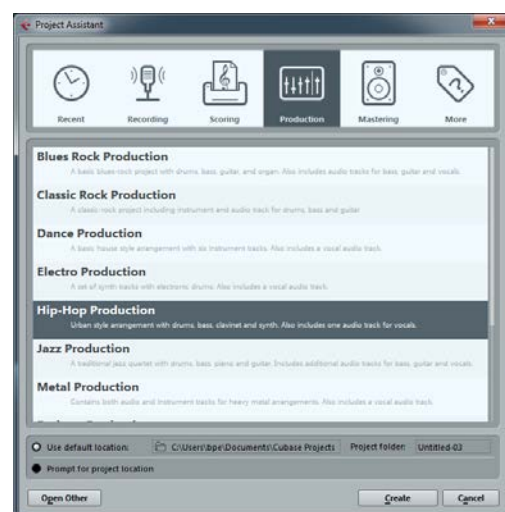 Project Assistant
Recent Recording Scoring Production Mastering More
Blues Rock Production
A basic blues-rock project with drums, bass, guitar, and organ. Also includes audio tracks for bass, guitar and vocals.
Classic Rock Production
A classic rock project including instrument and audio track for drums, bass and guitar.
Dance Production
A basic house style arrangement with six instrument tracks. Also includes a vocal audio track.
Electro Production
A set of synth tracks with electronic drums. Also includes a vocal audio track.
Hip-Hop Production
Urban style arrangement with drums, bass, clavinet and synth. Also includes one audio track for vocals.
Jazz Production
A traditional jazz quartet with drums, bass, piano and guitar. Includes additional audio tracks for bass, guitar and vocals.
Metal Production
Contains both audio and instrument tracks for heavy metal arrangements. Also includes a vocal audio track.
Use default location: C:\Users\bpe\Documents\Cubase Projects Project folder: Untitled-03
Prompt for project location
Open Other Create Cancel